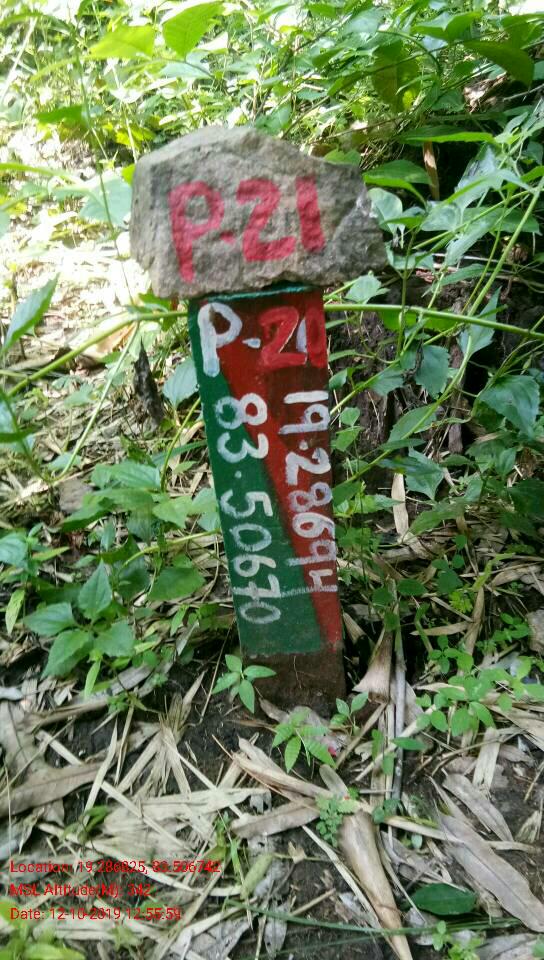 P.21
P.21
19.28694
83.50670
Location: 19.286825, 83.506742
MSL Altitude(M): 342
Date: 12-10-2019 12:55:59